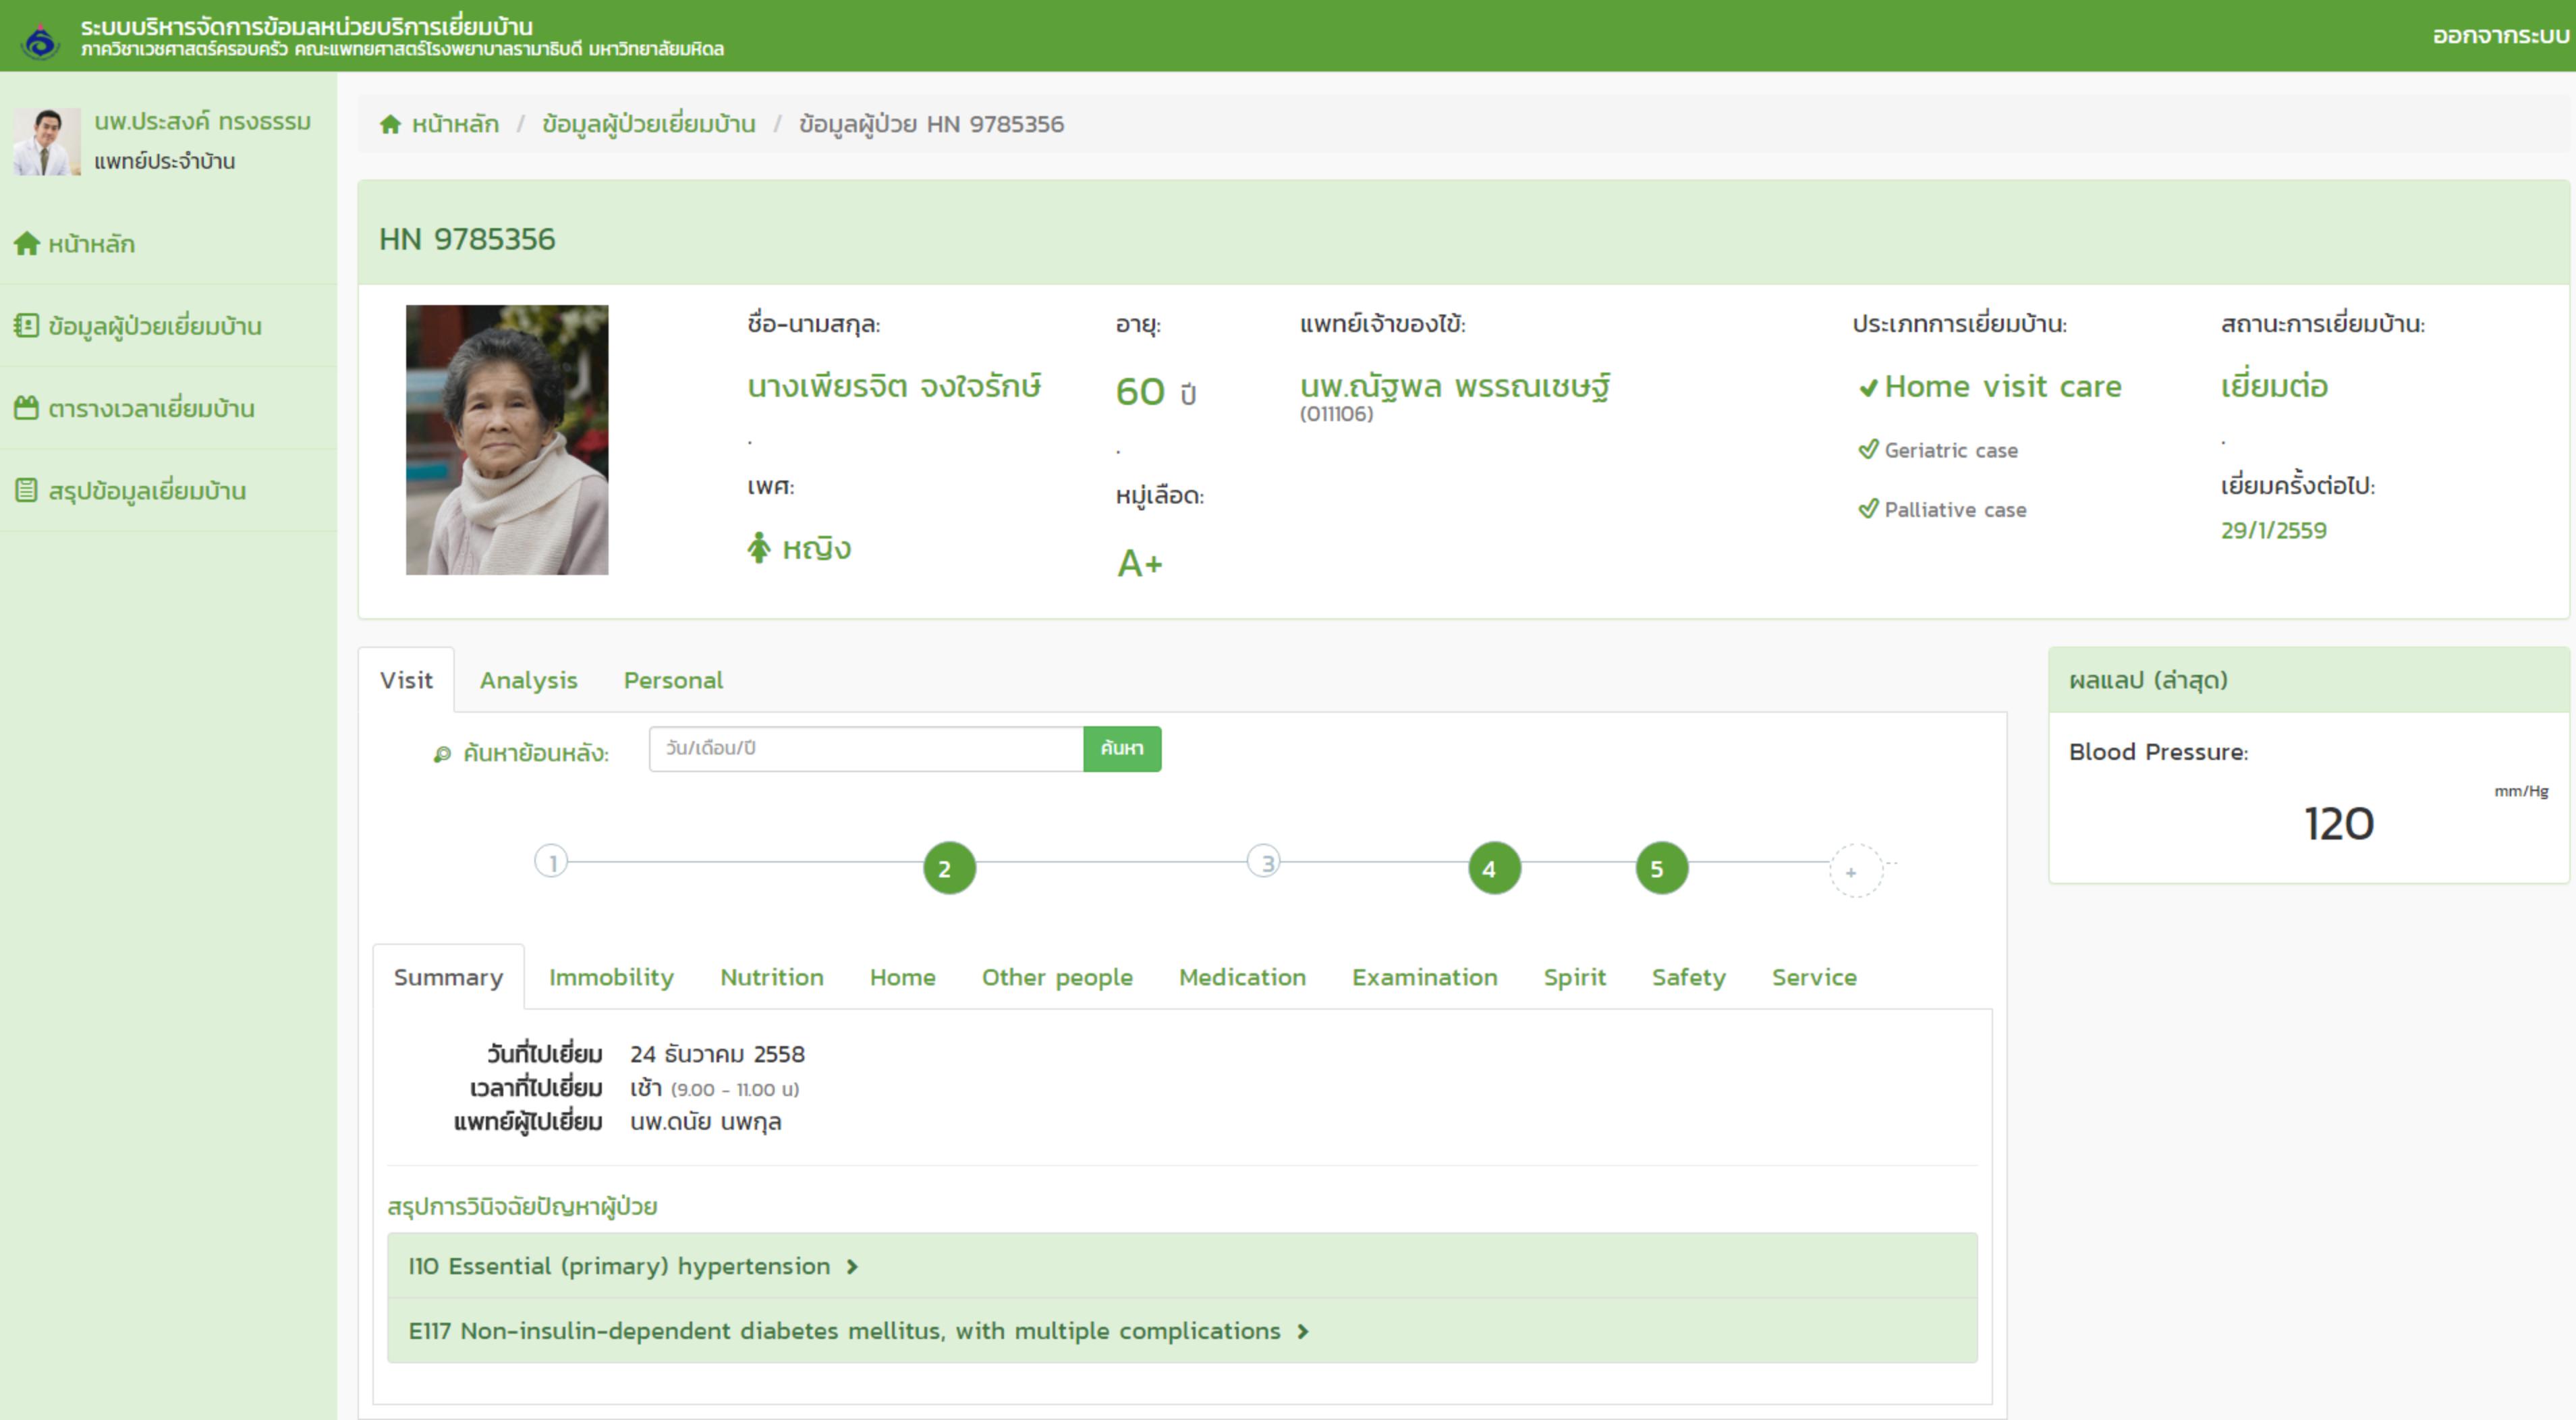 ระบบบริหารจัดการข้อมูลหน่วยบริการเยี่ยมบ้าน
ภาควิชาเวชศาสตร์ครอบครัว คณะแพทยศาสตร์โรงพยาบาลรามาธิบดี มหาวิทยาลัยมหิดล
ออกจากระบบ
นพ.ประสงค์ ทรงธรรม
แพทย์ประจำบ้าน
หน้าหลัก
ข้อมูลผู้ป่วยเยี่ยมบ้าน
ตารางเวลาเยี่ยมบ้าน
สรุปข้อมูลเยี่ยมบ้าน
หน้าหลัก / ข้อมูลผู้ป่วยเยี่ยมบ้าน / ข้อมูลผู้ป่วย HN 9785356
HN 9785356
ชื่อ-นามสกุล:
นางเพียรจิต จงใจรักษ์
.
เพศ:
หญิง
อายุ:
60 ปี
.
หมู่เลือด:
A+
แพทย์เจ้าของไข้:
นพ.ณัฐพล พรรณเชษฐ์
(011106)
ประเภทการเยี่ยมบ้าน:
Home visit care
Geriatric case
Palliative case
สถานะการเยี่ยมบ้าน:
เยี่ยมต่อ
.
เยี่ยมครั้งต่อไป:
29/1/2559
Visit Analysis Personal
ค้นหาย้อนหลัง: วัน/เดือน/ปี ค้นหา
1 2 3 4 5 +
Summary Immobility Nutrition Home Other people Medication Examination Spirit Safety Service
วันที่ไปเยี่ยม 24 ธันวาคม 2558
เวลาที่ไปเยี่ยม เช้า (9.00 - 11.00 น)
แพทย์ผู้ไปเยี่ยม นพ.ดนัย นพกุล
สรุปการวินิจฉัยปัญหาผู้ป่วย
I10 Essential (primary) hypertension
E117 Non-insulin-dependent diabetes mellitus, with multiple complications
ผลแลป (ล่าสุด)
Blood Pressure:
mm/Hg
120